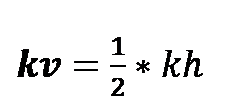 kv = 1/2 * kh